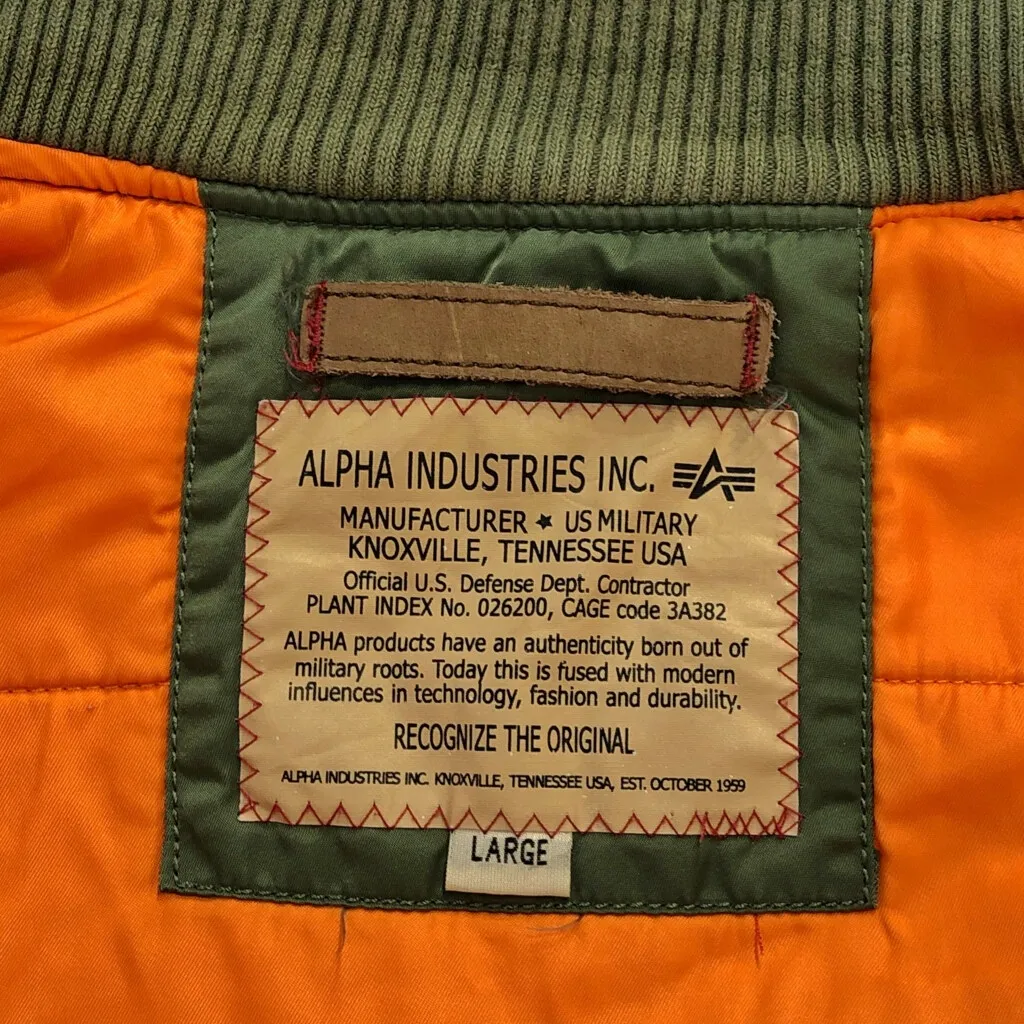 ALPHA INDUSTRIES INC.
MANUFACTURER ★ US MILITARY
KNOXVILLE, TENNESSEE USA
Official U.S. Defense Dept. Contractor
PLANT INDEX No. 026200, CAGE code 3A382
ALPHA products have an authenticity born out of
military roots. Today this is fused with modern
influences in technology, fashion and durability.
RECOGNIZE THE ORIGINAL
ALPHA INDUSTRIES INC. KNOXVILLE, TENNESSEE USA, EST. OCTOBER 1959
LARGE